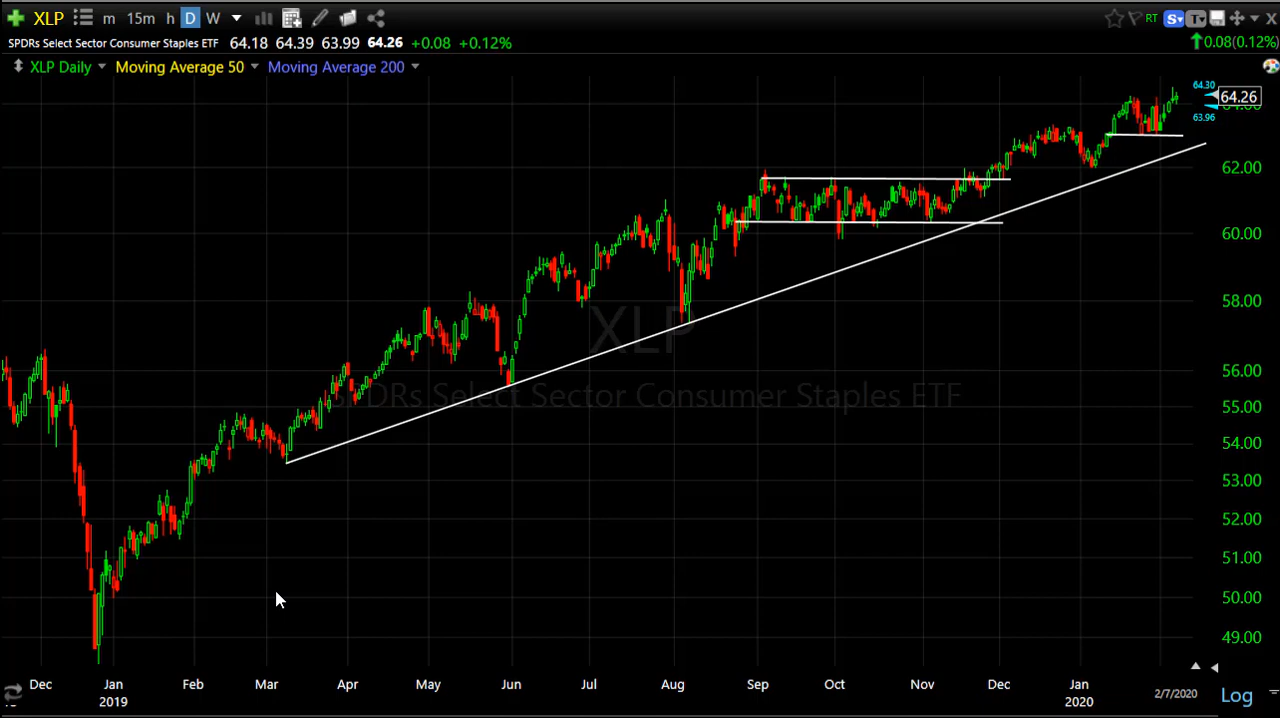 XLP m 15m h D W RT S T X
SPDRs Select Sector Consumer Staples ETF 64.18 64.39 63.99 64.26 +0.08 +0.12% 0.08(0.12%)
XLP Daily Moving Average 50 Moving Average 200
64.30
64.26
63.96
62.00
60.00
58.00
XLP
56.00
SPDRs Select Sector Consumer Staples ETF
55.00
54.00
53.00
52.00
51.00
50.00
49.00
Dec Jan Feb Mar Apr May Jun Jul Aug Sep Oct Nov Dec Jan
2019 2020 2/7/2020 Log